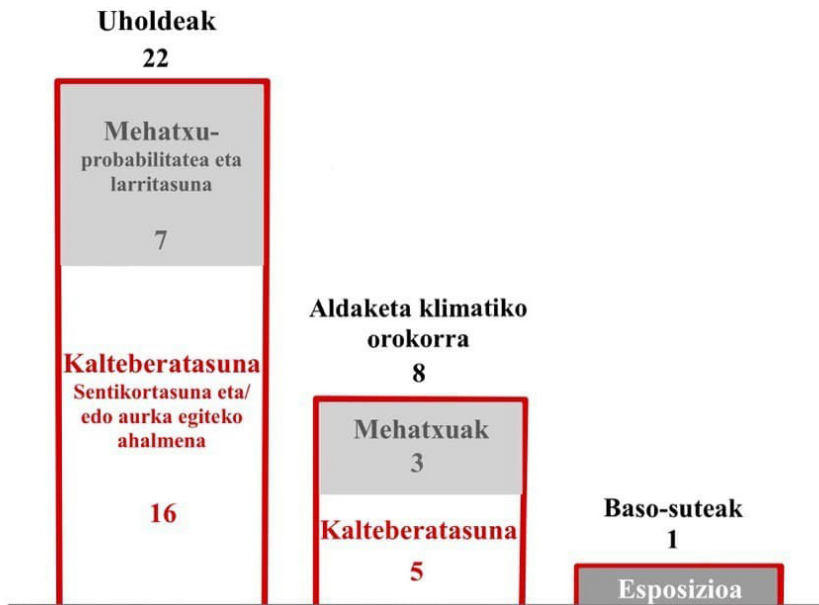 Uholdeak
22
Mehatxu-
probabilitatea eta
larritasuna
7
Kalteberatasuna
Sentikortasuna eta/
edo aurka egiteko
ahalmena
16
Aldaketa klimatiko
orokorra
8
Mehatxuak
3
Kalteberatasuna
5
Baso-suteak
1
Esposizioa